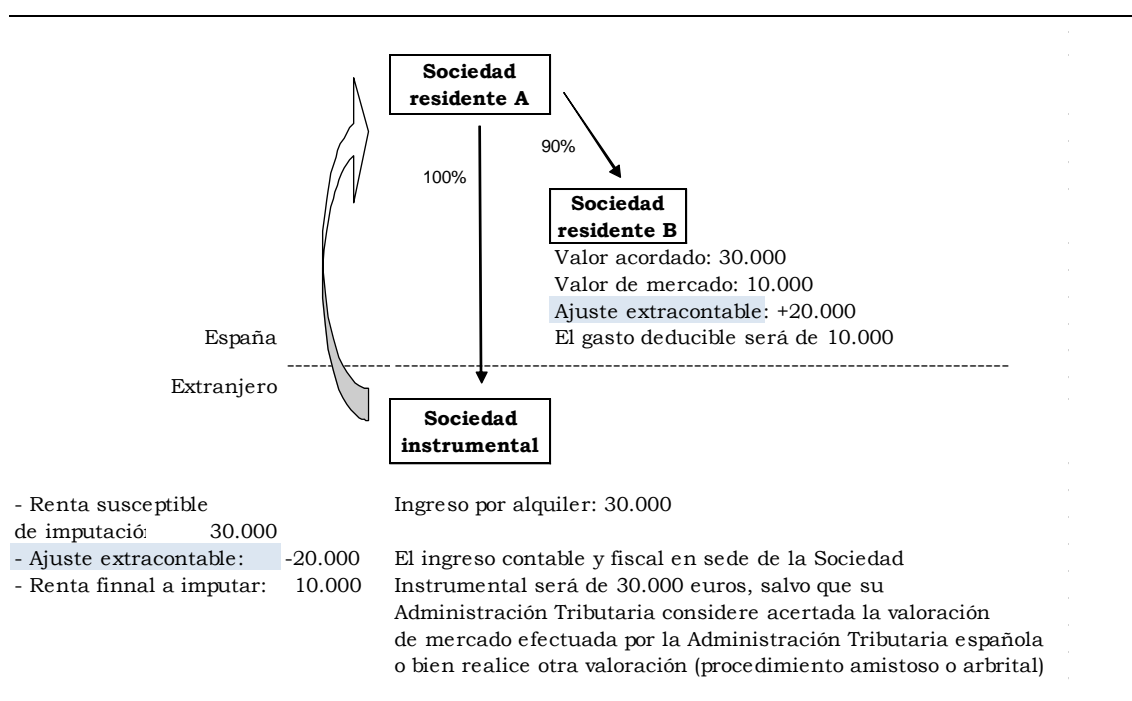 Sociedad
residente A
90%
100%
Sociedad
residente B
Valor acordado: 30.000
Valor de mercado: 10.000
Ajuste extracontable: +20.000
El gasto deducible será de 10.000
España
Extranjero
Sociedad
instrumental
- Renta susceptible
de imputació 30.000
- Ajuste extracontable: -20.000
- Renta finnal a imputar: 10.000
Ingreso por alquiler: 30.000
El ingreso contable y fiscal en sede de la Sociedad
Instrumental será de 30.000 euros, salvo que su
Administración Tributaria considere acertada la valoración
de mercado efectuada por la Administración Tributaria española
o bien realice otra valoración (procedimiento amistoso o arbrital)